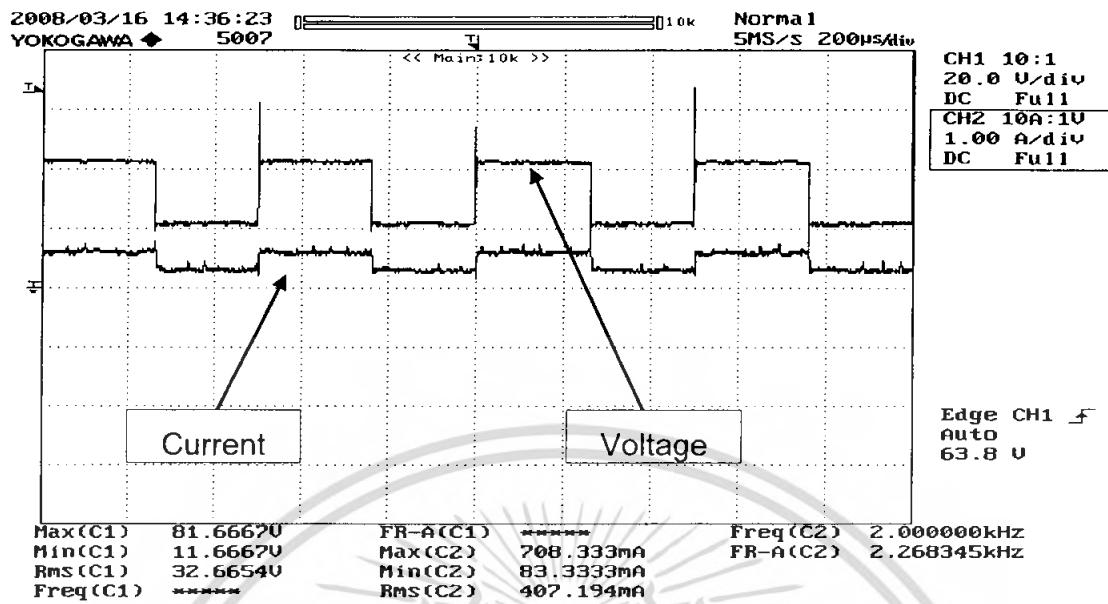 2008/03/16 14:36:23
10k
Normal
YOKOGAWA ◆ 5007
5MS/s 200μs/div
<< Main:10k >>
CH1 10:1
20.0 V/div
DC Full
CH2 10A:1V
1.00 A/div
DC Full
Current
Voltage
Edge CH1
Auto
63.8 V
Max(C1) 81.6667V FR-A(C1) ***** Freq(C2) 2.000000kHz
Min(C1) 11.6667V Max(C2) 708.333mA FR-A(C2) 2.268345kHz
Rms(C1) 32.6654V Min(C2) 83.3333mA
Freq(C1) ***** Rms(C2) 407.194mA